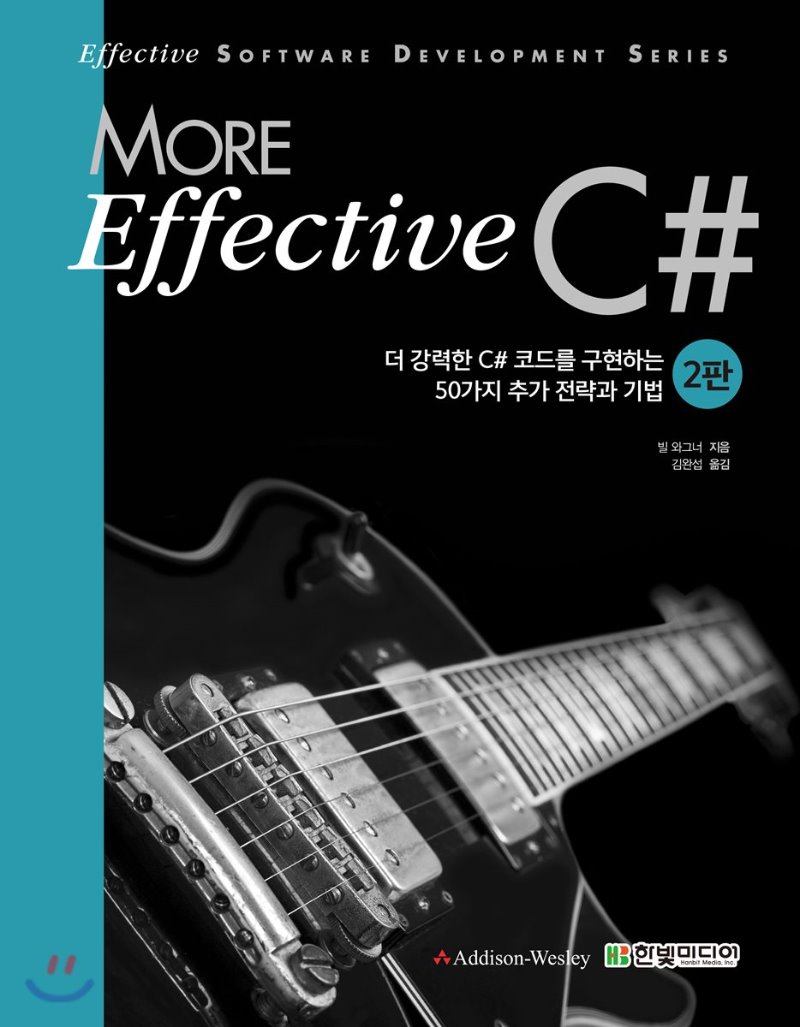 Effective SOFTWARE DEVELOPMENT SERIES
MORE
Effective C#
더 강력한 C# 코드를 구현하는
50가지 추가 전략과 기법
2판
빌 와그너 지음
김완섭 옮김
Addison-Wesley
HB 한빛미디어
Hanbit Media, Inc.